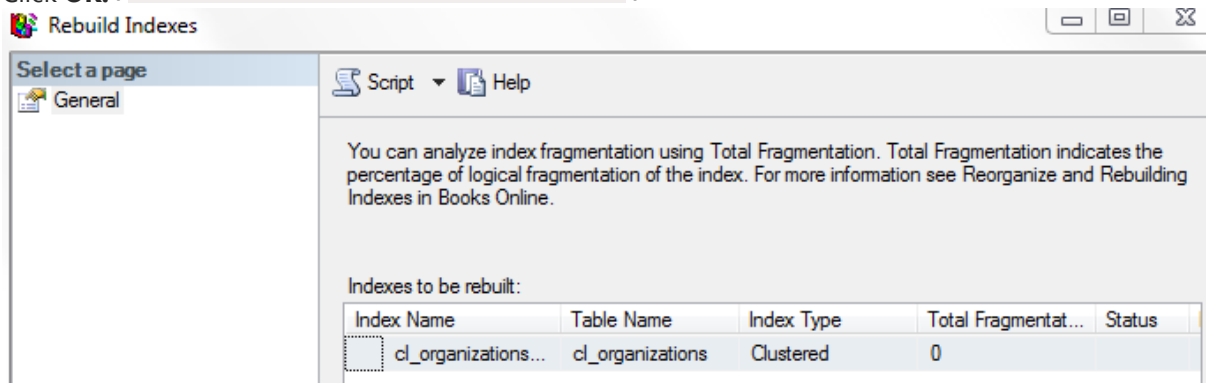 Click OK.
Rebuild Indexes
Select a page
General
Script
Help
You can analyze index fragmentation using Total Fragmentation. Total Fragmentation indicates the
percentage of logical fragmentation of the index. For more information see Reorganize and Rebuilding
Indexes in Books Online.
Indexes to be rebuilt:
Index Name Table Name Index Type Total Fragmentat... Status
cl_organizations... cl_organizations Clustered 0